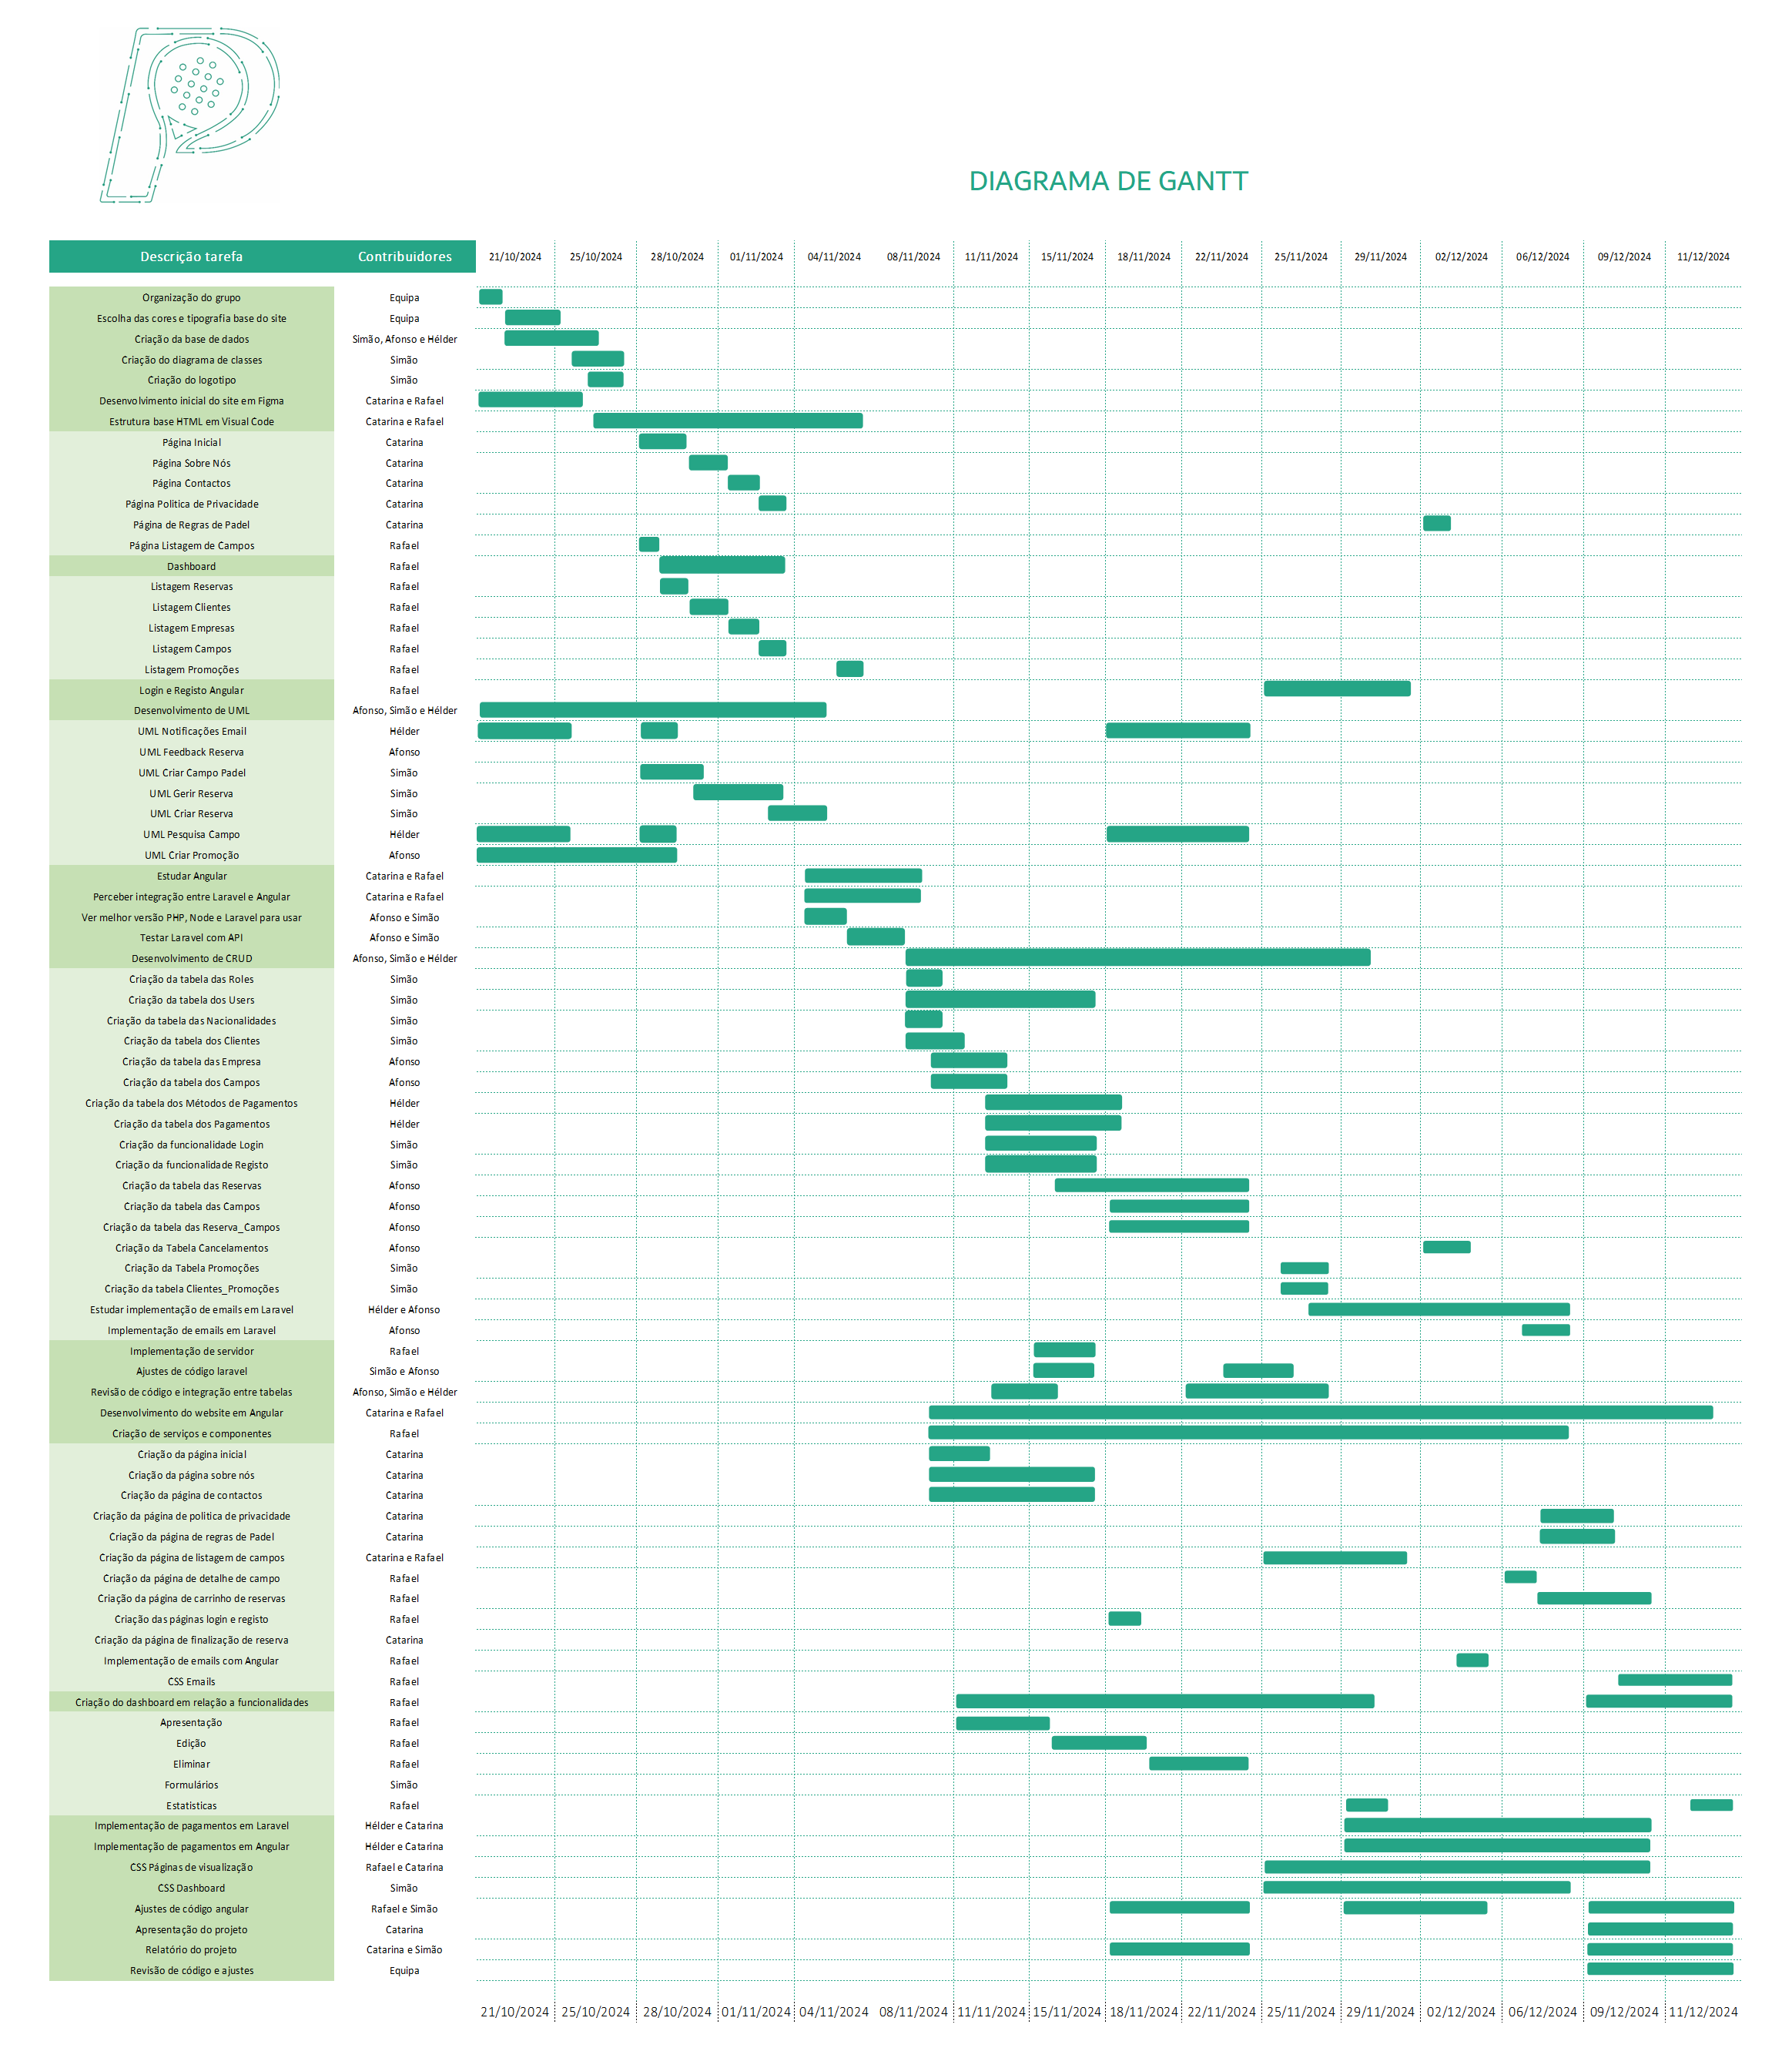 DIAGRAMA DE GANTT
Descrição tarefa Contribuidores 21/10/2024 25/10/2024 28/10/2024 01/11/2024 04/11/2024 08/11/2024 11/11/2024 15/11/2024 18/11/2024 22/11/2024 25/11/2024 29/11/2024 02/12/2024 06/12/2024 09/12/2024 11/12/2024
Organização do grupo Equipa
Escolha das cores e tipografia base do site Equipa
Criação da base de dados Simão, Afonso e Hélder
Criação do diagrama de classes Simão
Criação do logotipo Simão
Desenvolvimento inicial do site em Figma Catarina e Rafael
Estrutura base HTML em Visual Code Catarina e Rafael
Página Inicial Catarina
Página Sobre Nós Catarina
Página Contactos Catarina
Página Politica de Privacidade Catarina
Página de Regras de Padel Catarina
Página Listagem de Campos Rafael
Dashboard Rafael
Listagem Reservas Rafael
Listagem Clientes Rafael
Listagem Empresas Rafael
Listagem Campos Rafael
Listagem Promoções Rafael
Login e Registo Angular Rafael
Desenvolvimento de UML Afonso, Simão e Hélder
UML Notificações Email Hélder
UML Feedback Reserva Afonso
UML Criar Campo Padel Simão
UML Gerir Reserva Simão
UML Criar Reserva Simão
UML Pesquisa Campo Hélder
UML Criar Promoção Afonso
Estudar Angular Catarina e Rafael
Perceber integração entre Laravel e Angular Catarina e Rafael
Ver melhor versão PHP, Node e Laravel para usar Afonso e Simão
Testar Laravel com API Afonso e Simão
Desenvolvimento de CRUD Afonso, Simão e Hélder
Criação da tabela das Roles Simão
Criação da tabela dos Users Simão
Criação da tabela das Nacionalidades Simão
Criação da tabela dos Clientes Simão
Criação da tabela das Empresa Afonso
Criação da tabela dos Campos Afonso
Criação da tabela dos Métodos de Pagamentos Hélder
Criação da tabela dos Pagamentos Hélder
Criação da funcionalidade Login Simão
Criação da funcionalidade Registo Simão
Criação da tabela das Reservas Afonso
Criação da tabela das Campos Afonso
Criação da tabela das Reserva_Campos Afonso
Criação da Tabela Cancelamentos Afonso
Criação da Tabela Promoções Simão
Criação da tabela Clientes_Promoções Simão
Estudar implementação de emails em Laravel Hélder e Afonso
Implementação de emails em Laravel Afonso
Implementação de servidor Rafael
Ajustes de código laravel Simão e Afonso
Revisão de código e integração entre tabelas Afonso, Simão e Hélder
Desenvolvimento do website em Angular Catarina e Rafael
Criação de serviços e componentes Rafael
Criação da página inicial Catarina
Criação da página sobre nós Catarina
Criação da página de contactos Catarina
Criação da página de politica de privacidade Catarina
Criação da página de regras de Padel Catarina
Criação da página de listagem de campos Catarina e Rafael
Criação da página de detalhe de campo Rafael
Criação da página de carrinho de reservas Rafael
Criação das páginas login e registo Rafael
Criação da página de finalização de reserva Catarina
Implementação de emails com Angular Rafael
CSS Emails Rafael
Criação do dashboard em relação a funcionalidades Rafael
Apresentação Rafael
Edição Rafael
Eliminar Rafael
Formulários Simão
Estatisticas Rafael
Implementação de pagamentos em Laravel Hélder e Catarina
Implementação de pagamentos em Angular Hélder e Catarina
CSS Páginas de visualização Rafael e Catarina
CSS Dashboard Simão
Ajustes de código angular Rafael e Simão
Apresentação do projeto Catarina
Relatório do projeto Catarina e Simão
Revisão de código e ajustes Equipa
21/10/2024 25/10/2024 28/10/2024 01/11/2024 04/11/2024 08/11/2024 11/11/2024 15/11/2024 18/11/2024 22/11/2024 25/11/2024 29/11/2024 02/12/2024 06/12/2024 09/12/2024 11/12/2024